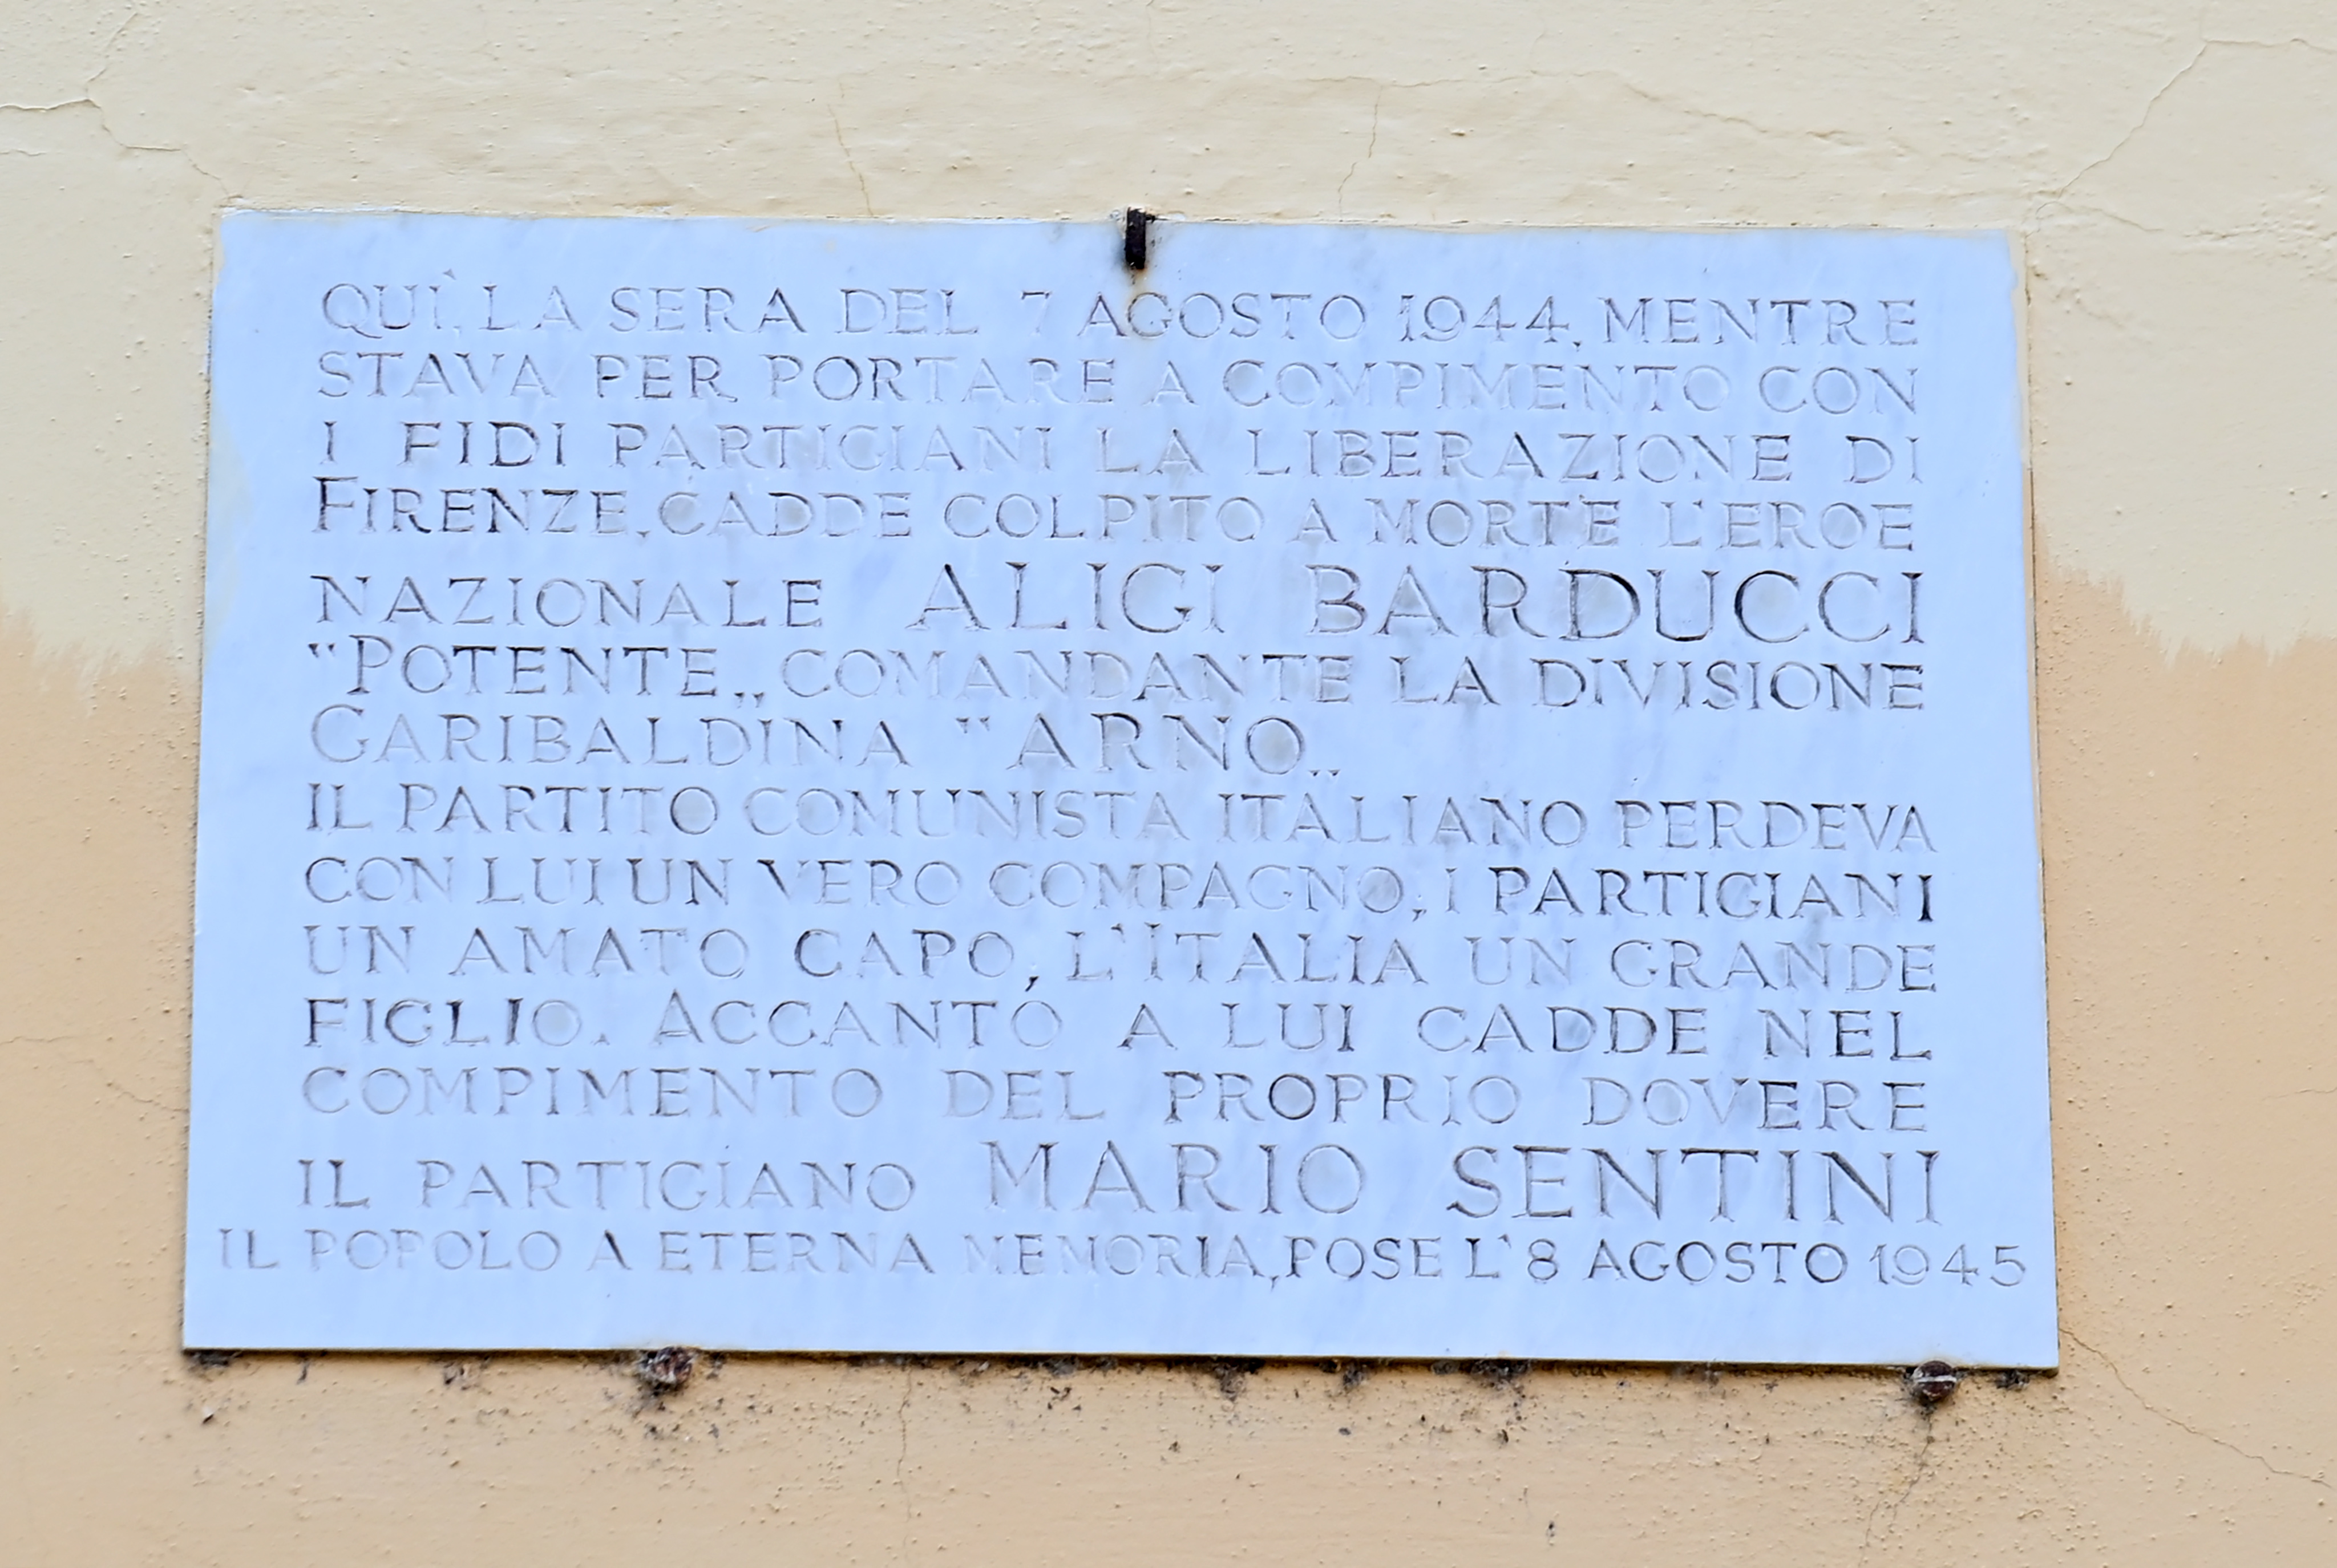 QUÌ, LA SERA DEL 7 AGOSTO 1944, MENTRE
STAVA PER PORTARE A COMPIMENTO CON
I FIDI PARTIGIANI LA LIBERAZIONE DI
FIRENZE, CADDE COLPITO A MORTE L'EROE
NAZIONALE ALIGI BARDUCCI
"POTENTE„ COMANDANTE LA DIVISIONE
GARIBALDINA "ARNO„
IL PARTITO COMUNISTA ITALIANO PERDEVA
CON LUI UN VERO COMPAGNO, I PARTIGIANI
UN AMATO CAPO, L'ITALIA UN GRANDE
FIGLIO. ACCANTO A LUI CADDE NEL
COMPIMENTO DEL PROPRIO DOVERE
IL PARTIGIANO MARIO SENTINI
IL POPOLO A ETERNA MEMORIA, POSE L'8 AGOSTO 1945